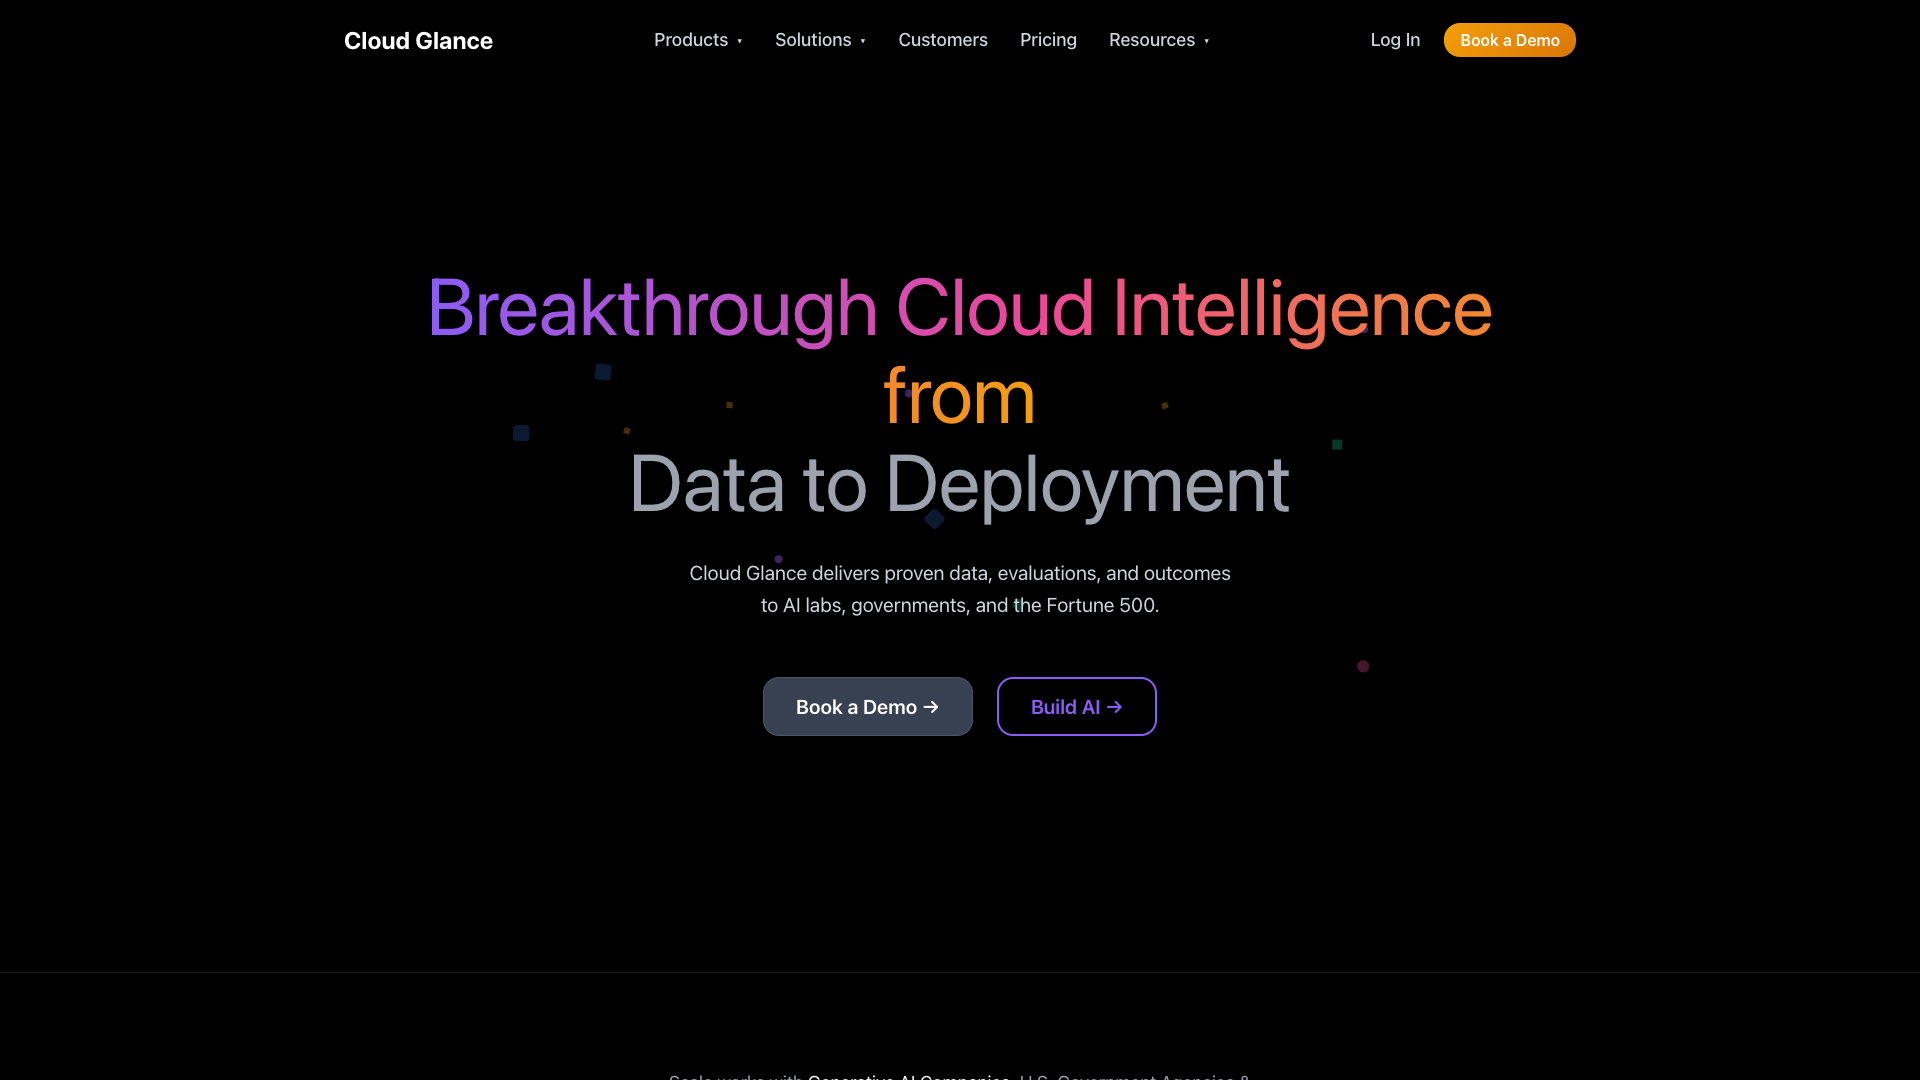 Cloud Glance
Products ▾
Solutions ▾
Customers
Pricing
Resources ▾
Log In
Book a Demo
Breakthrough Cloud Intelligence
from
Data to Deployment
Cloud Glance delivers proven data, evaluations, and outcomes
to AI labs, governments, and the Fortune 500.
Book a Demo →
Build AI →
Scale works with Generative AI Companies, U.S. Government Agencies &